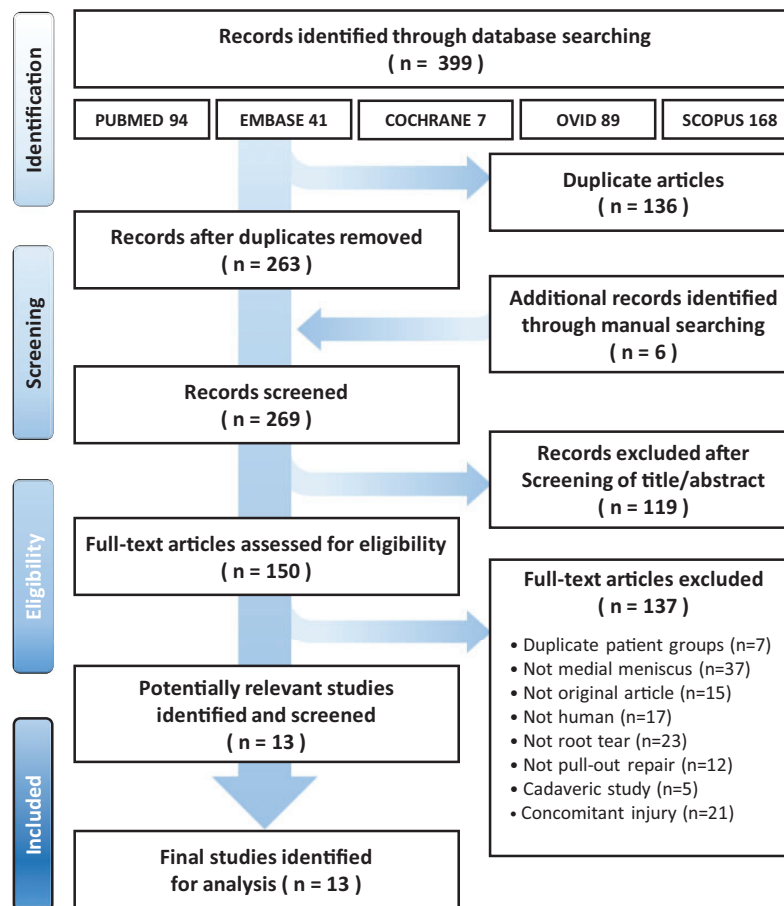 Identification
Records identified through database searching
( n = 399 )
PUBMED 94
EMBASE 41
COCHRANE 7
OVID 89
SCOPUS 168
Duplicate articles
( n = 136 )
Records after duplicates removed
( n = 263 )
Screening
Additional records identified
through manual searching
( n = 6 )
Records screened
( n = 269 )
Records excluded after
Screening of title/abstract
( n = 119 )
Eligibility
Full-text articles assessed for eligibility
( n = 150 )
Full-text articles excluded
( n = 137 )
• Duplicate patient groups (n=7)
• Not medial meniscus (n=37)
• Not original article (n=15)
• Not human (n=17)
• Not root tear (n=23)
• Not pull-out repair (n=12)
• Cadaveric study (n=5)
• Concomitant injury (n=21)
Potentially relevant studies
identified and screened
( n = 13 )
Included
Final studies identified
for analysis ( n = 13 )